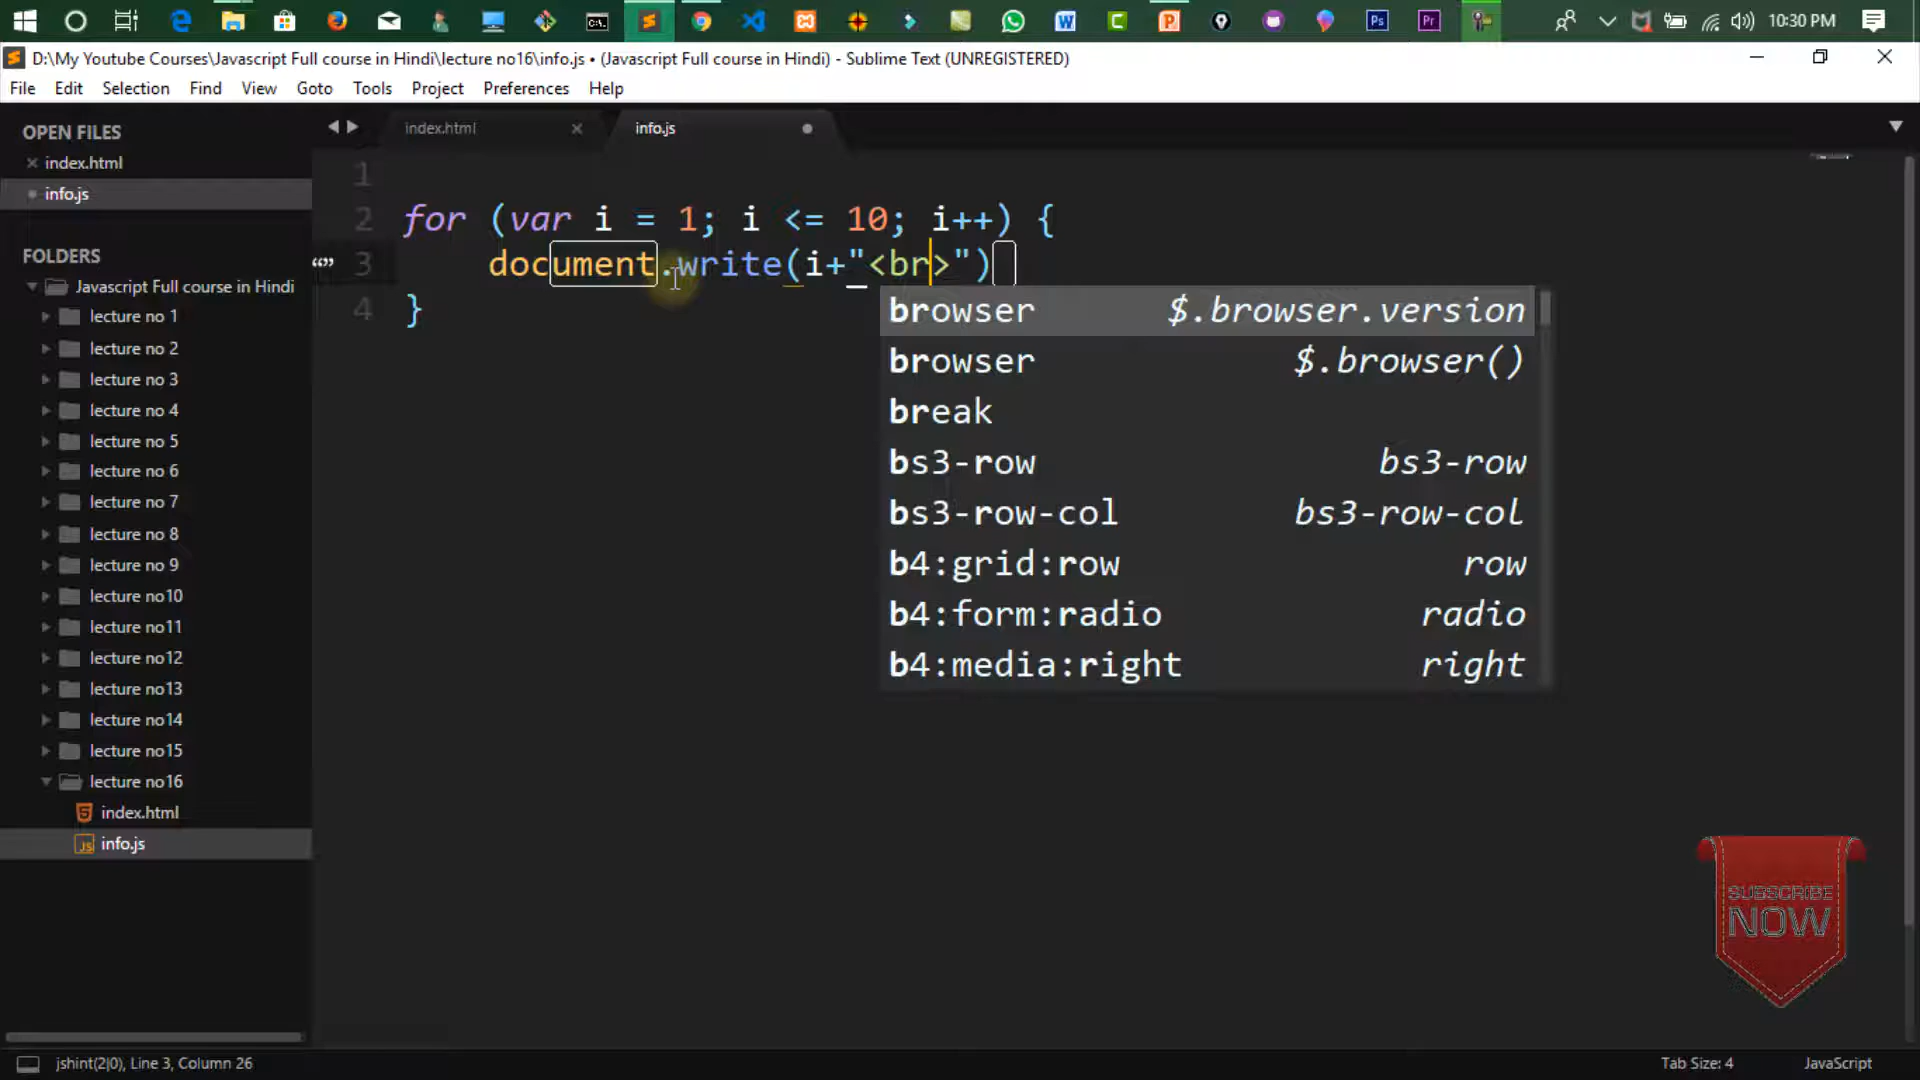 10:30 PM
D:\My Youtube Courses\Javascript Full course in Hindi\lecture no16\info.js • (Javascript Full course in Hindi) - Sublime Text (UNREGISTERED)
File Edit Selection Find View Goto Tools Project Preferences Help
OPEN FILES
index.html
info.js
FOLDERS
Javascript Full course in Hindi
lecture no 1
lecture no 2
lecture no 3
lecture no 4
lecture no 5
lecture no 6
lecture no 7
lecture no 8
lecture no 9
lecture no10
lecture no11
lecture no12
lecture no13
lecture no14
lecture no15
lecture no16
index.html
info.js
index.html info.js
1
2 for (var i = 1; i <= 10; i++) {
3 document.write(i+"<br>")
4 }
browser $.browser.version
browser $.browser()
break
bs3-row bs3-row
bs3-row-col bs3-row-col
b4:grid:row row
b4:form:radio radio
b4:media:right right
SUBSCRIBE
NOW
jshint(2|0), Line 3, Column 26 Tab Size: 4 JavaScript